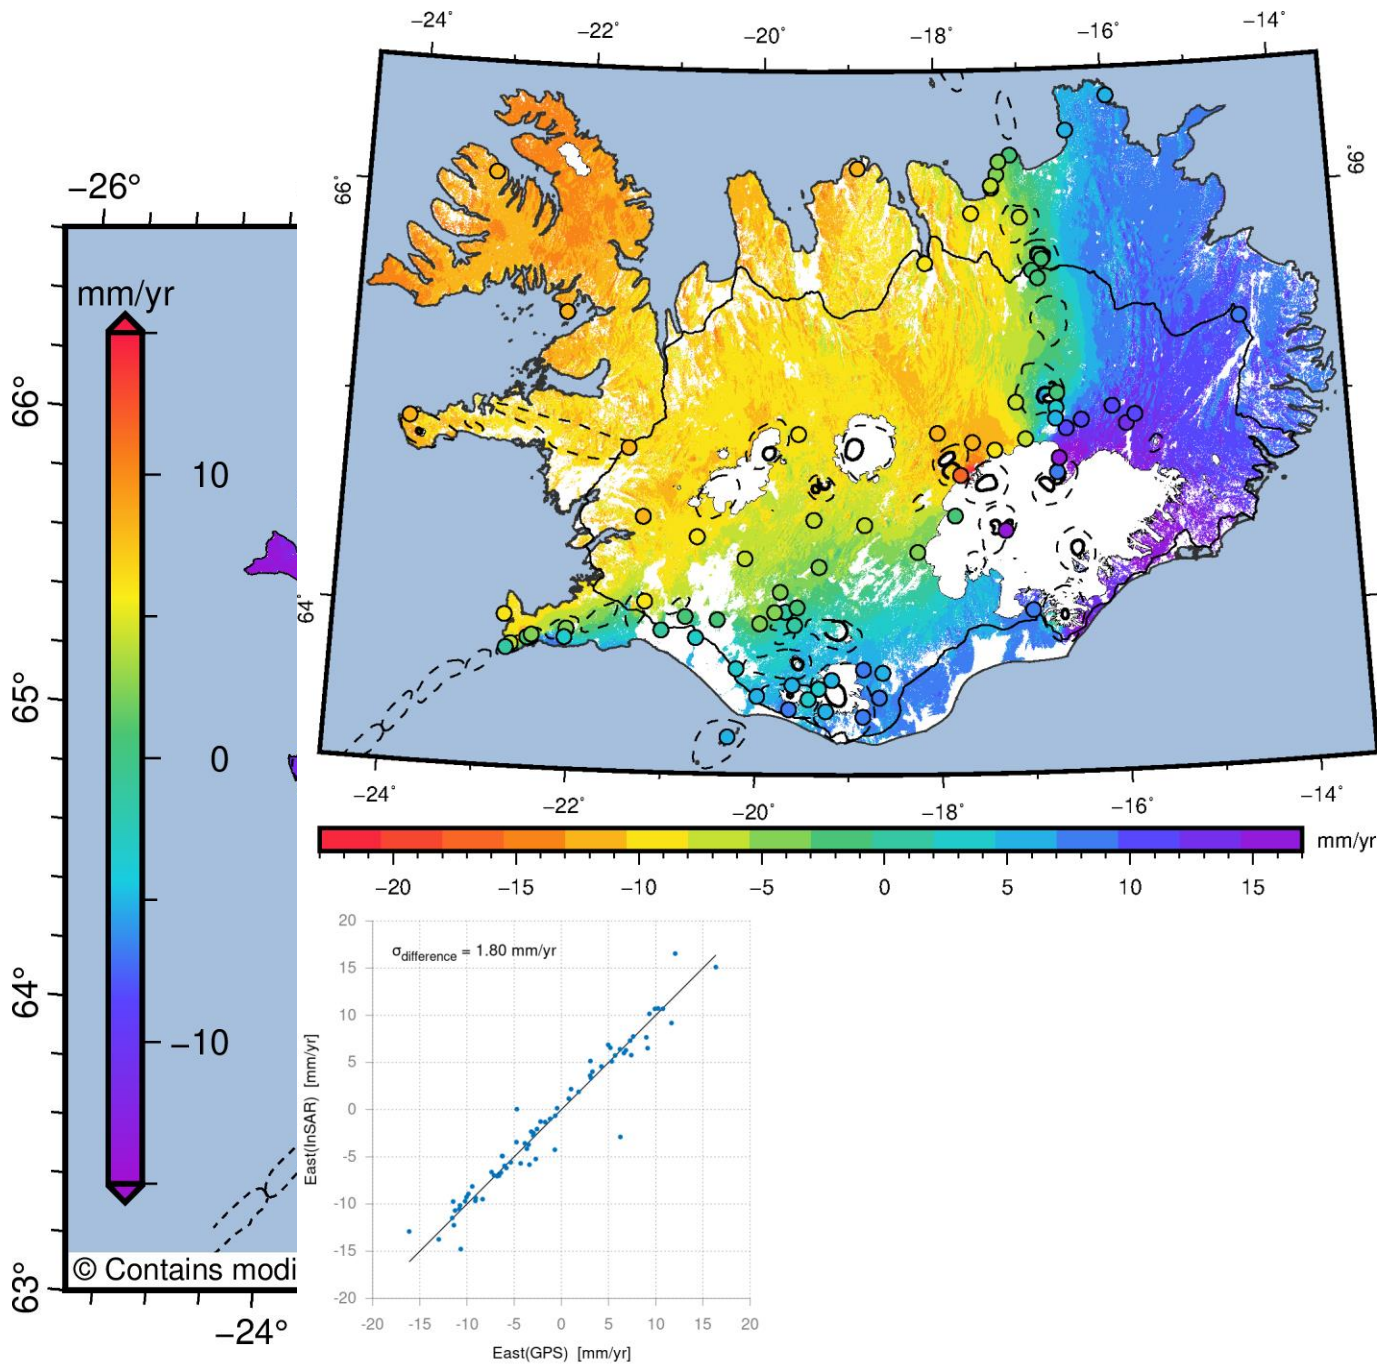 −24° −22° −20° −18° −16° −14°
−26°
mm/yr
10
0
−10
66°
65°
64°
63°
−24°
© Contains modi
66°
64°
66°
−24° −22° −20° −18° −16° −14°
mm/yr
−20 −15 −10 −5 0 5 10 15
σdifference = 1.80 mm/yr
20
15
10
5
0
-5
-10
-15
-20
East(InSAR) [mm/yr]
-20 -15 -10 -5 0 5 10 15 20
East(GPS) [mm/yr]